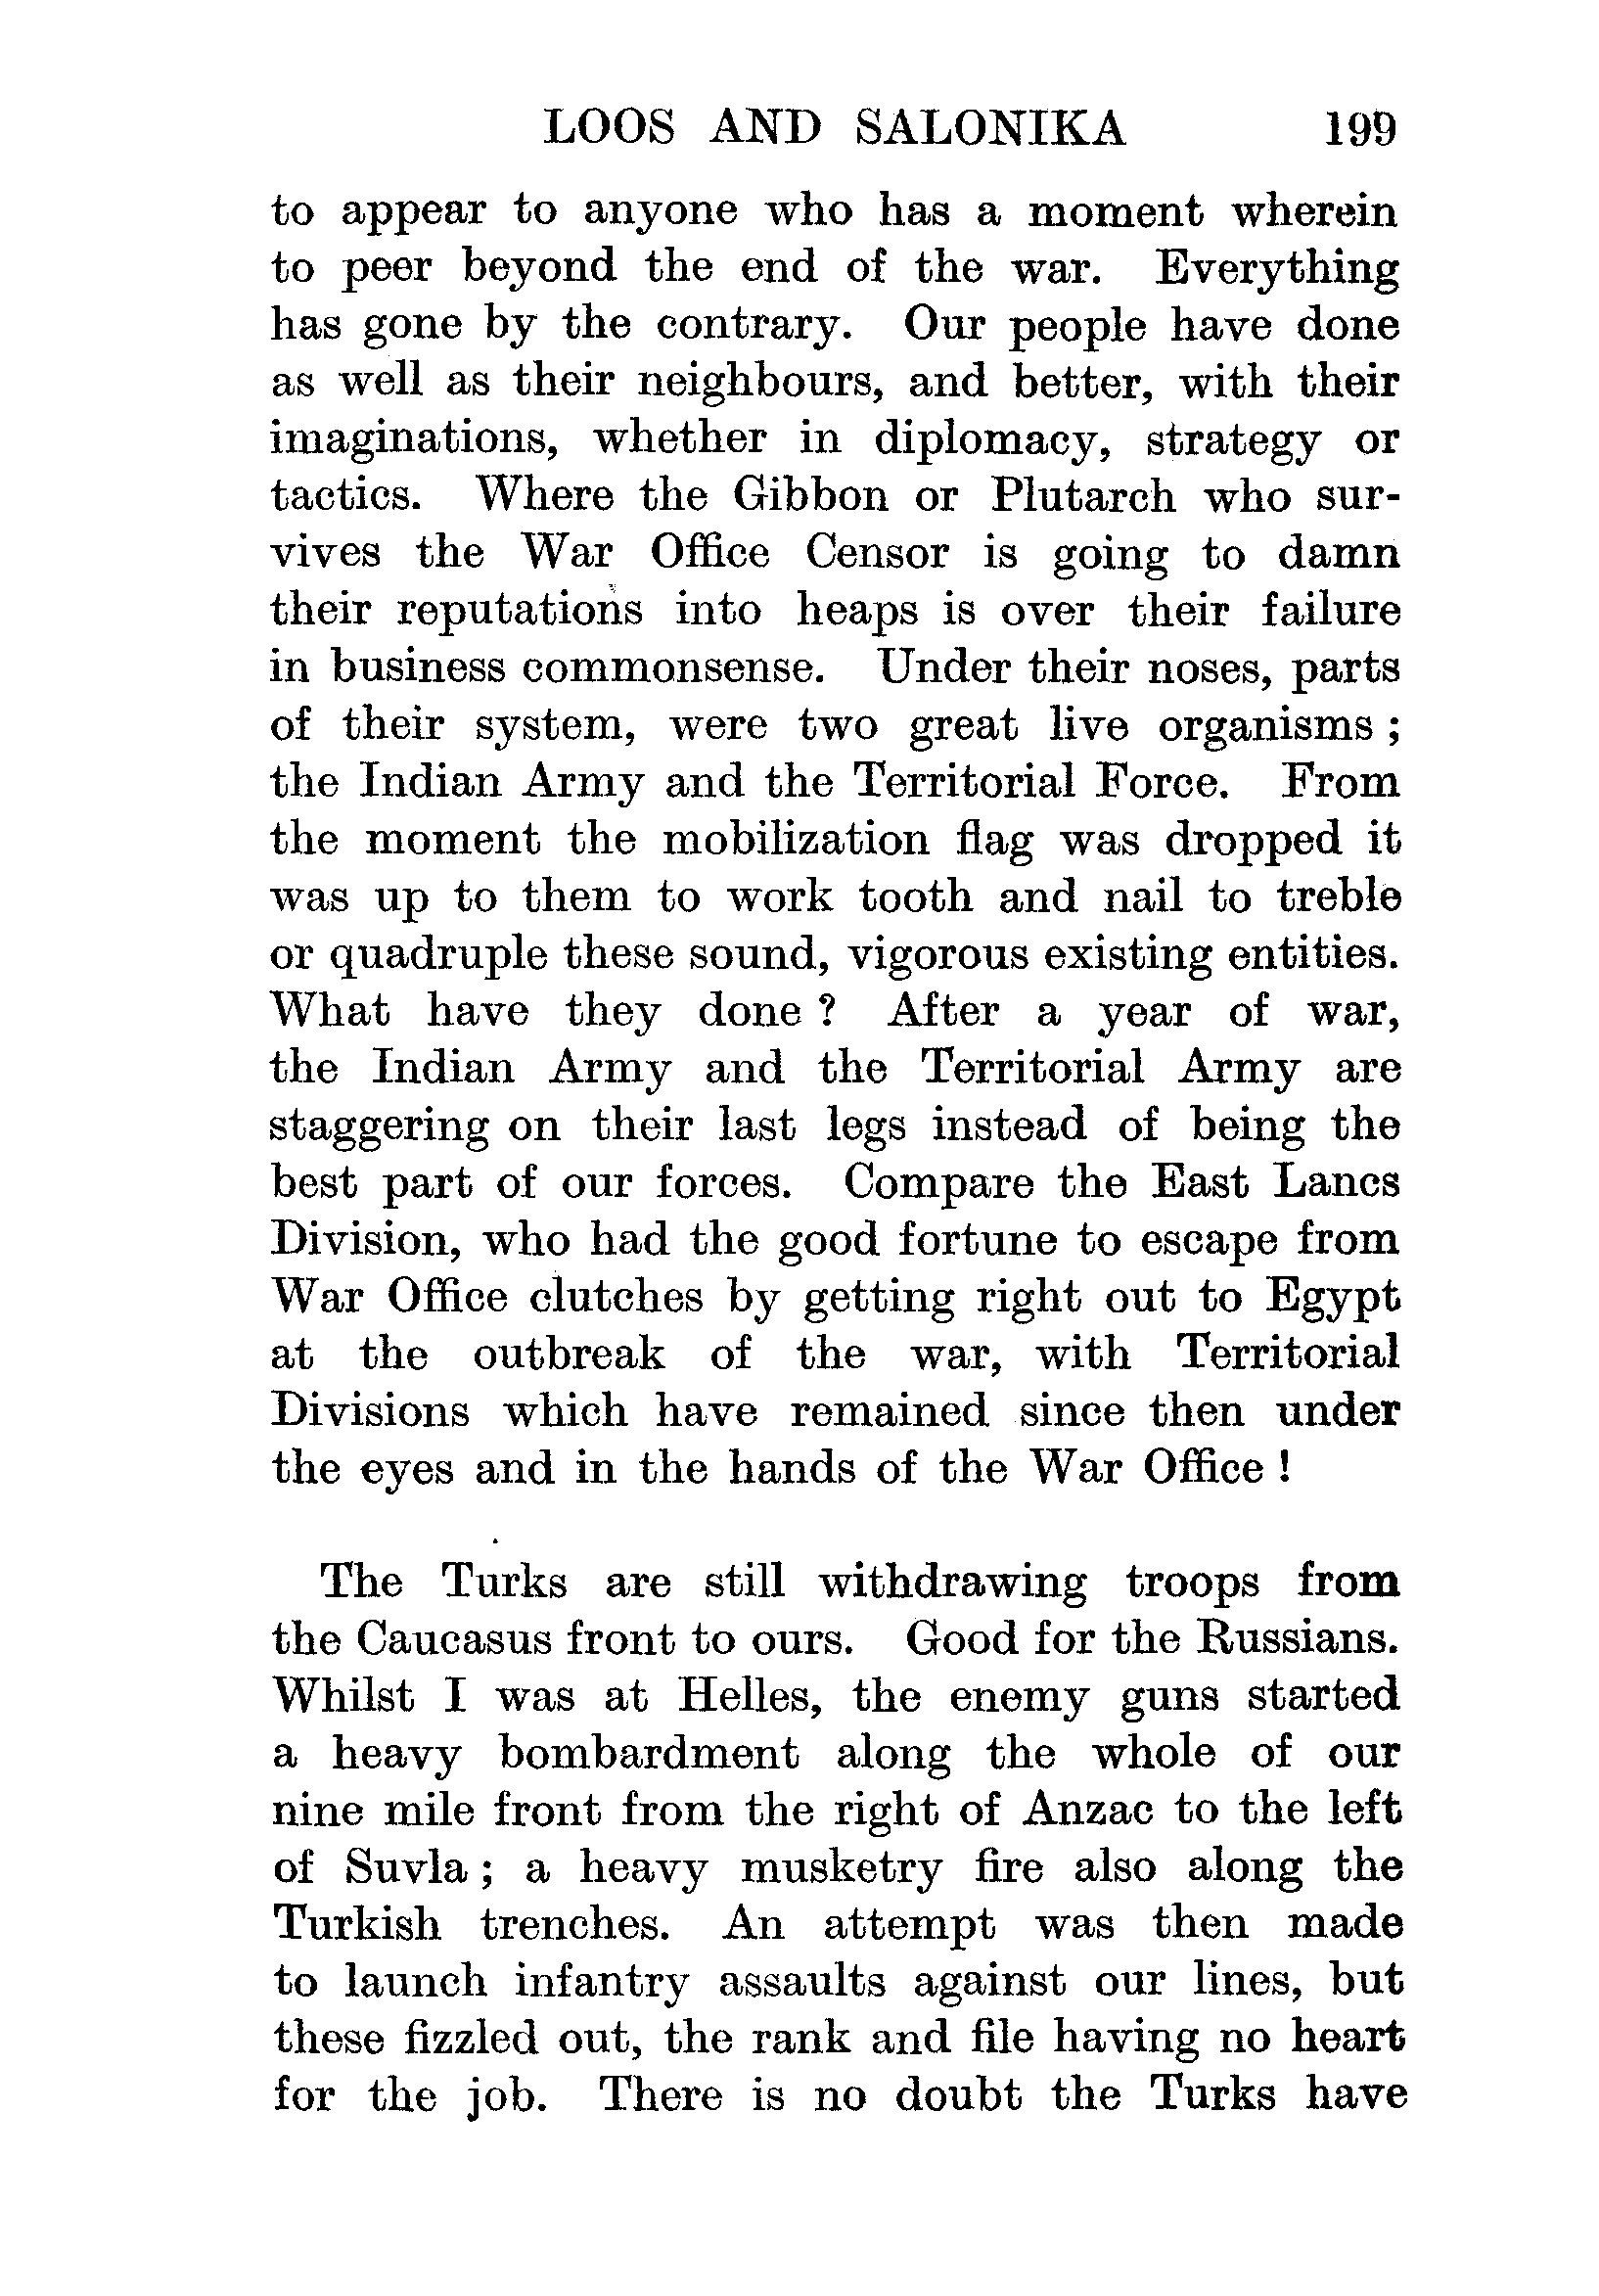 LOOS AND SALONIKA 199
to appear to anyone who has a moment wherein
to peer beyond the end of the war. Everything
has gone by the contrary. Our people have done
as well as their neighbours, and better, with their
imaginations, whether in diplomacy, strategy or
tactics. Where the Gibbon or Plutarch who sur-
vives the War Office Censor is going to damn
their reputations into heaps is over their failure
in business commonsense. Under their noses, parts
of their system, were two great live organisms ;
the Indian Army and the Territorial Force. From
the moment the mobilization flag was dropped it
was up to them to work tooth and nail to treble
or quadruple these sound, vigorous existing entities.
What have they done ? After a year of war,
the Indian Army and the Territorial Army are
staggering on their last legs instead of being the
best part of our forces. Compare the East Lancs
Division, who had the good fortune to escape from
War Office clutches by getting right out to Egypt
at the outbreak of the war, with Territorial
Divisions which have remained since then under
the eyes and in the hands of the War Office !
The Turks are still withdrawing troops from
the Caucasus front to ours. Good for the Russians.
Whilst I was at Helles, the enemy guns started
a heavy bombardment along the whole of our
nine mile front from the right of Anzac to the left
of Suvla ; a heavy musketry fire also along the
Turkish trenches. An attempt was then made
to launch infantry assaults against our lines, but
these fizzled out, the rank and file having no heart
for the job. There is no doubt the Turks have